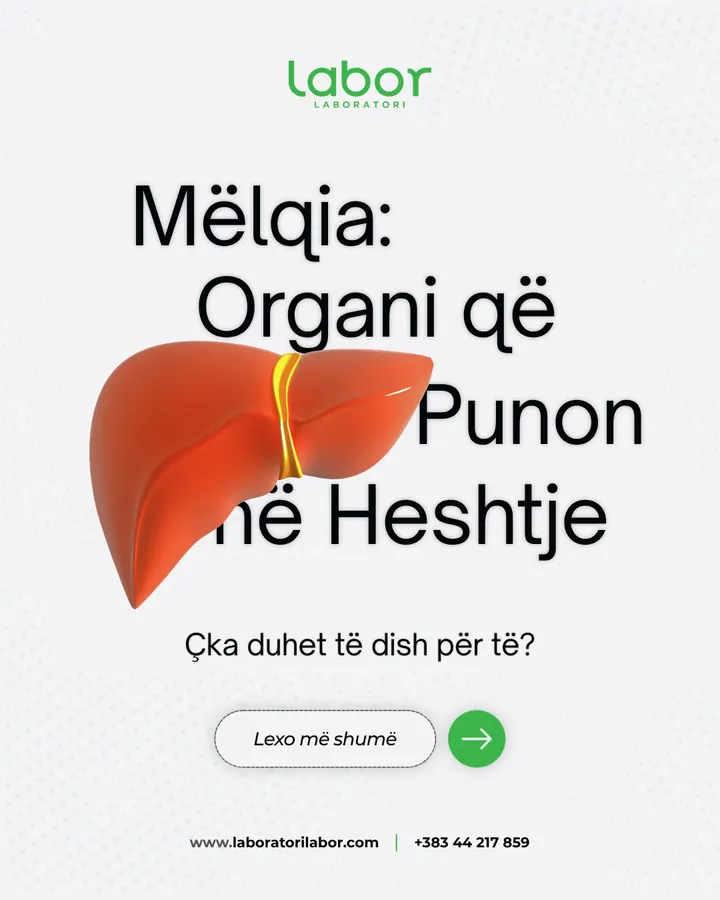 labor
LABORATORI
Mëlqia:
Organi që
Punon
në Heshtje
Çka duhet të dish për të?
Lexo më shumë
www.laboratorilabor.com | +383 44 217 859